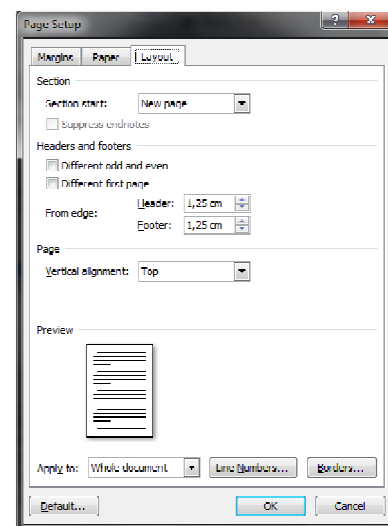 Page Setup
Margins Paper Layout
Section
Section start: New page
Suppress endnotes
Headers and footers
Different odd and even
Different first page
From edge:
Header: 1,25 cm
Footer: 1,25 cm
Page
Vertical alignment: Top
Preview
Apply to: Whole document Line Numbers... Borders...
Default... OK Cancel